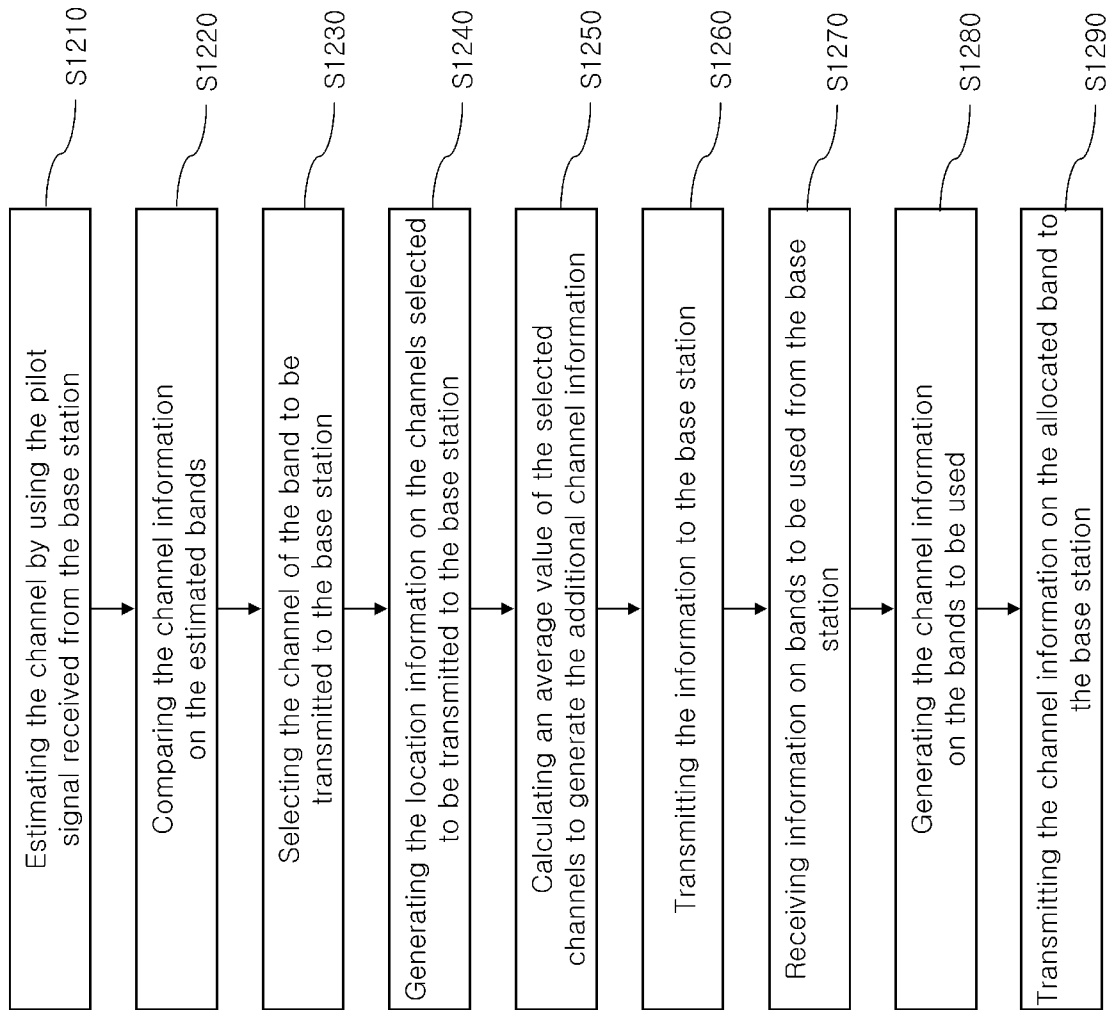 Estimating the channel by using the pilot
signal received from the base station
S1210
Comparing the channel information
on the estimated bands
S1220
Selecting the channel of the band to be
transmitted to the base station
S1230
Generating the location information on the channels selected
to be transmitted to the base station
S1240
Calculating an average value of the selected
channels to generate the additional channel information
S1250
Transmitting the information to the base station
S1260
Receiving information on bands to be used from the base
station
S1270
Generating the channel information
on the bands to be used
S1280
Transmitting the channel information on the allocated band to
the base station
S1290